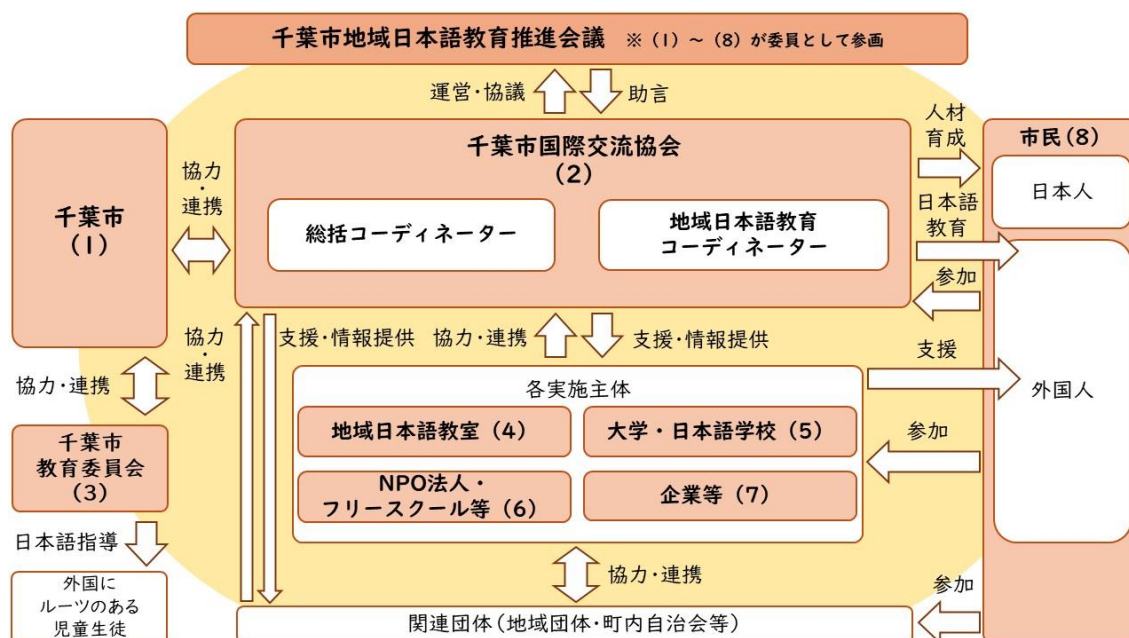 千葉市地域日本語教育推進会議 ※(1)~(8)が委員として参画
運営・協議
助言
千葉市
(1)
協力
・
連携
千葉市国際交流協会
(2)
総括コーディネーター
地域日本語教育
コーディネーター
人材
育成
日本語
教育
参加
市民(8)
日本人
外国人
協力・連携
協力
・
連携
支援・情報提供
協力・連携
支援・情報提供
支援
千葉市
教育委員会
(3)
各実施主体
地域日本語教室(4)
大学・日本語学校(5)
NPO法人・
フリースクール等(6)
企業等(7)
参加
日本語指導
外国に
ルーツのある
児童生徒
協力・連携
関連団体(地域団体・町内自治会等)
参加